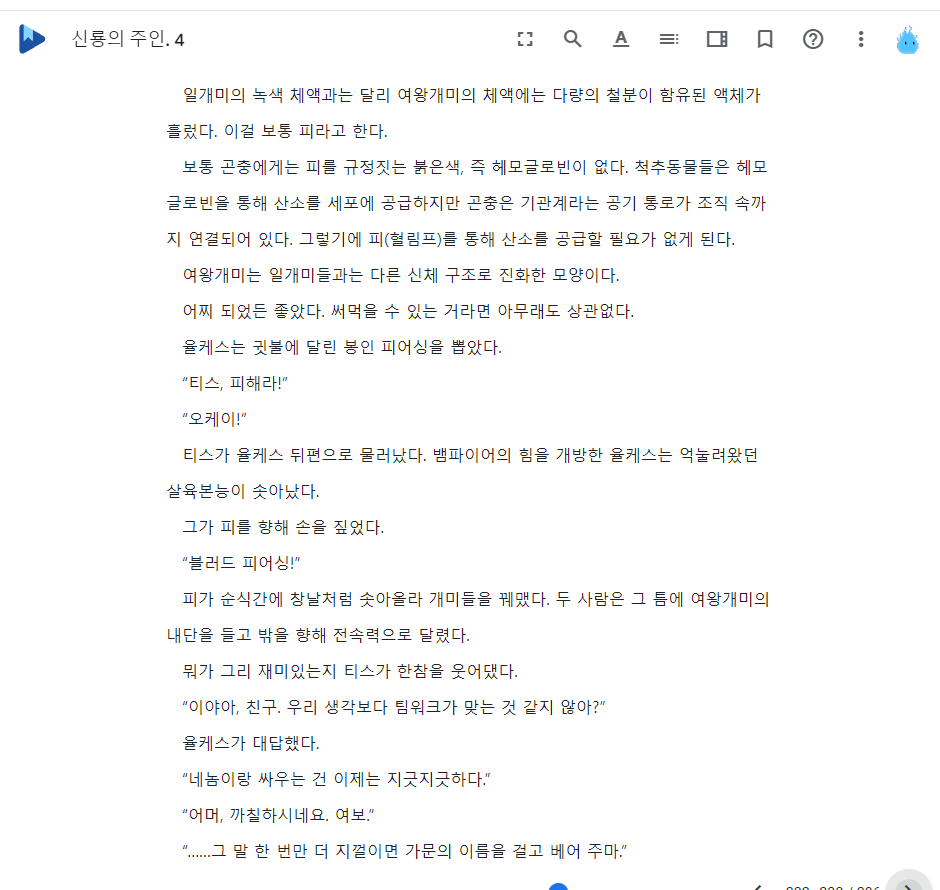 신룡의 주인. 4
일개미의 녹색 체액과는 달리 여왕개미의 체액에는 다량의 철분이 함유된 액체가
흘렀다. 이걸 보통 피라고 한다.
보통 곤충에게는 피를 규정짓는 붉은색, 즉 헤모글로빈이 없다. 척추동물들은 헤모
글로빈을 통해 산소를 세포에 공급하지만 곤충은 기관계라는 공기 통로가 조직 속까
지 연결되어 있다. 그렇기에 피(혈림프)를 통해 산소를 공급할 필요가 없게 된다.
여왕개미는 일개미들과는 다른 신체 구조로 진화한 모양이다.
어찌 되었든 좋았다. 써먹을 수 있는 거라면 아무래도 상관없다.
율케스는 귓불에 달린 봉인 피어싱을 뽑았다.
“티스, 피해라!”
“오케이!”
티스가 율케스 뒤편으로 물러났다. 뱀파이어의 힘을 개방한 율케스는 억눌려왔던
살육본능이 솟아났다.
그가 피를 향해 손을 짚었다.
“블러드 피어싱!”
피가 순식간에 창날처럼 솟아올라 개미들을 꿰맸다. 두 사람은 그 틈에 여왕개미의
내단을 들고 밖을 향해 전속력으로 달렸다.
뭐가 그리 재미있는지 티스가 한참을 웃어댔다.
“이야아, 친구. 우리 생각보다 팀워크가 맞는 것 같지 않아?”
율케스가 대답했다.
“네놈이랑 싸우는 건 이제는 지긋지긋하다.”
“어머, 까칠하시네요. 여보.”
“……그 말 한 번만 더 지껄이면 가문의 이름을 걸고 베어 주마.”